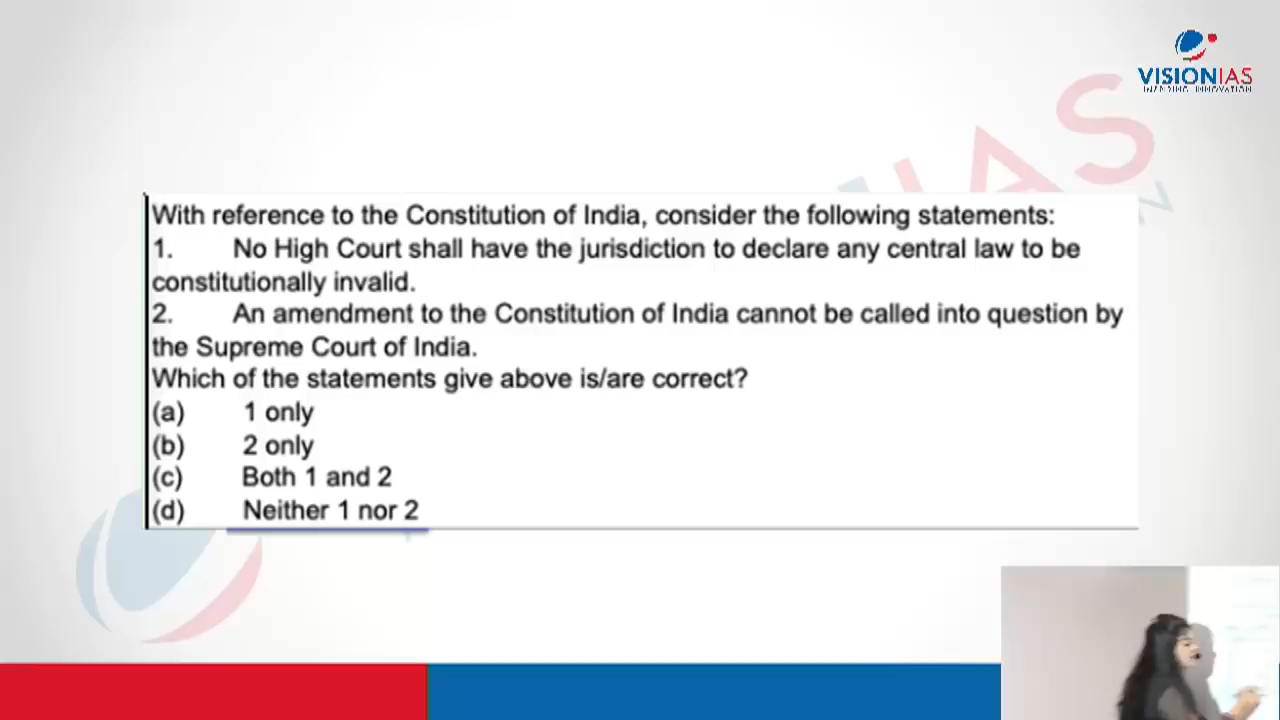 VISIONIAS
INSPIRING INNOVATION
With reference to the Constitution of India, consider the following statements:
1. No High Court shall have the jurisdiction to declare any central law to be
constitutionally invalid.
2. An amendment to the Constitution of India cannot be called into question by
the Supreme Court of India.
Which of the statements give above is/are correct?
(a) 1 only
(b) 2 only
(c) Both 1 and 2
(d) Neither 1 nor 2